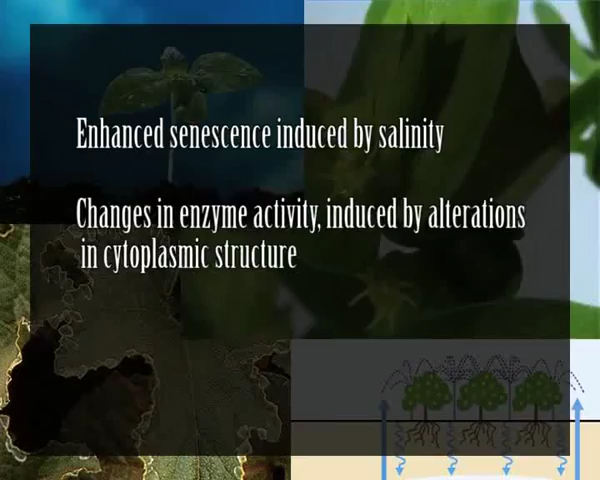 Enhanced senescence induced by salinity
Changes in enzyme activity, induced by alterations
in cytoplasmic structure